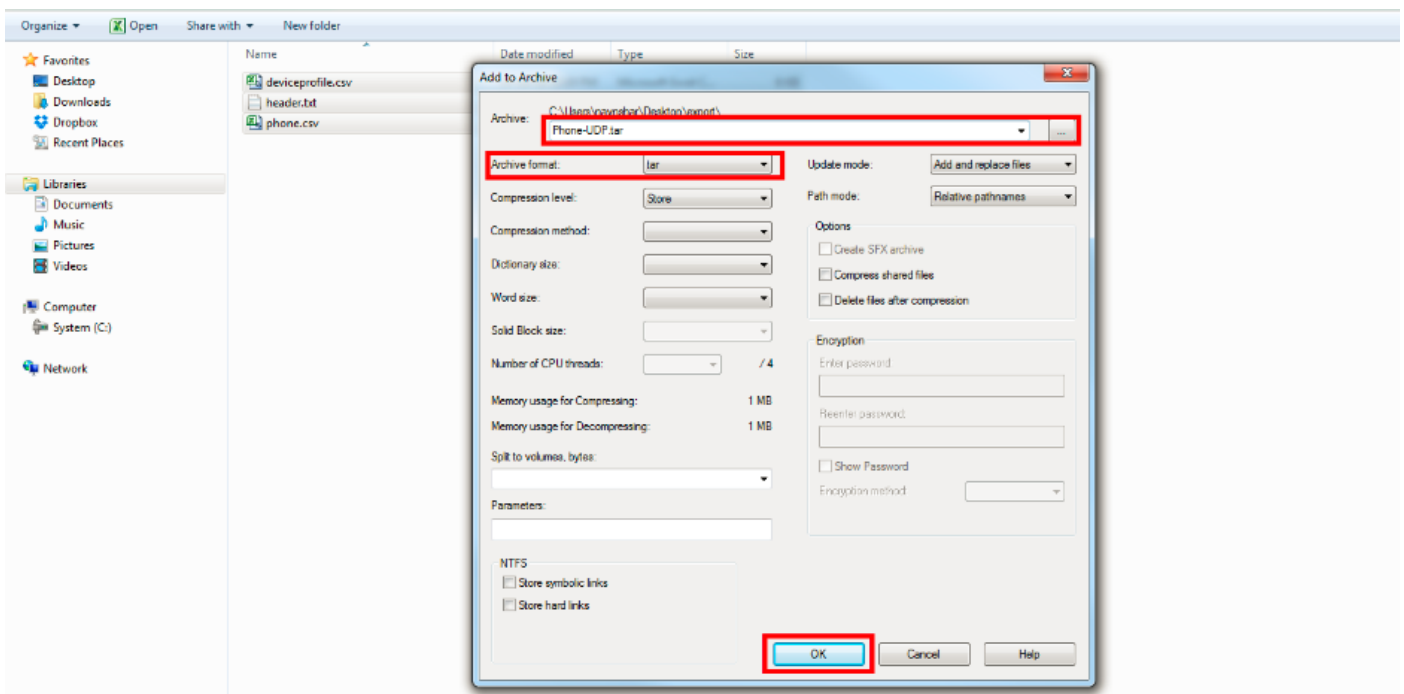 Organize Open Share with New folder
Favorites
Desktop
Downloads
Dropbox
Recent Places
Libraries
Documents
Music
Pictures
Videos
Computer
System (C:)
Network
Name Date modified Type Size
deviceprofile.csv
header.txt
phone.csv
Add to Archive
Archive:
Phone-UDP.tar
...
Archive format: tar
Compression level: Store
Compression method:
Dictionary size:
Word size:
Solid Block size:
Number of CPU threads: / 4
Memory usage for Compressing: 1 MB
Memory usage for Decompressing: 1 MB
Split to volumes, bytes:
Parameters:
NTFS
Store symbolic links
Store hard links
Update mode: Add and replace files
Path mode: Relative pathnames
Options
Create SFX archive
Compress shared files
Delete files after compression
Encryption
Enter password:
Reenter password:
Show Password
Encryption method:
OK Cancel Help